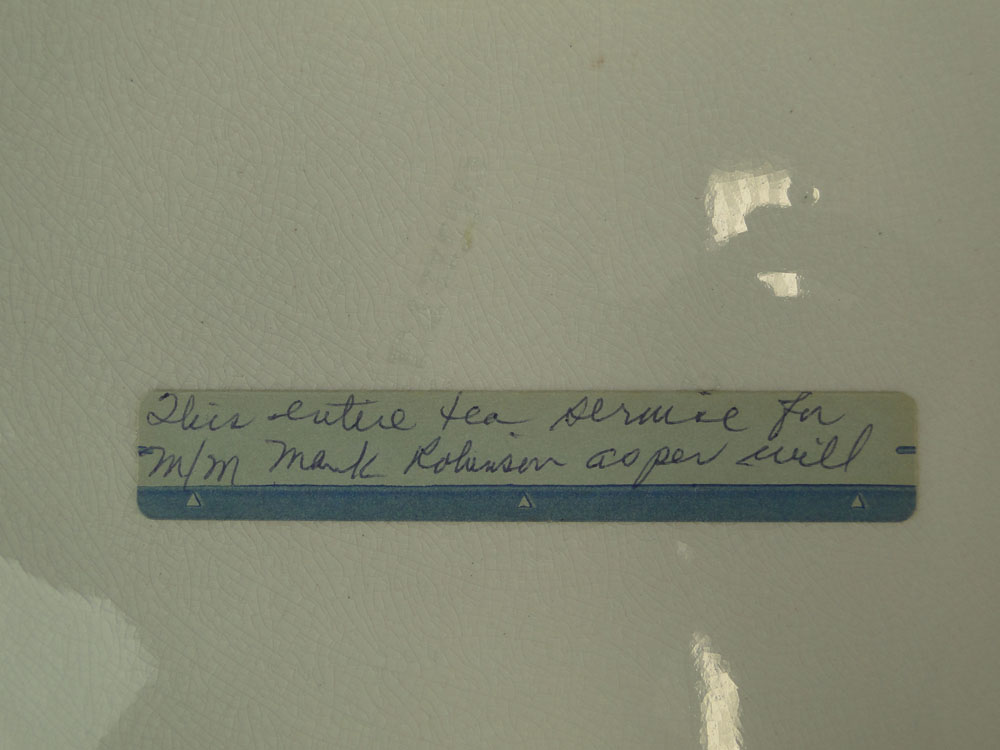 This entire tea service for
M/M Mark Robinson as per will